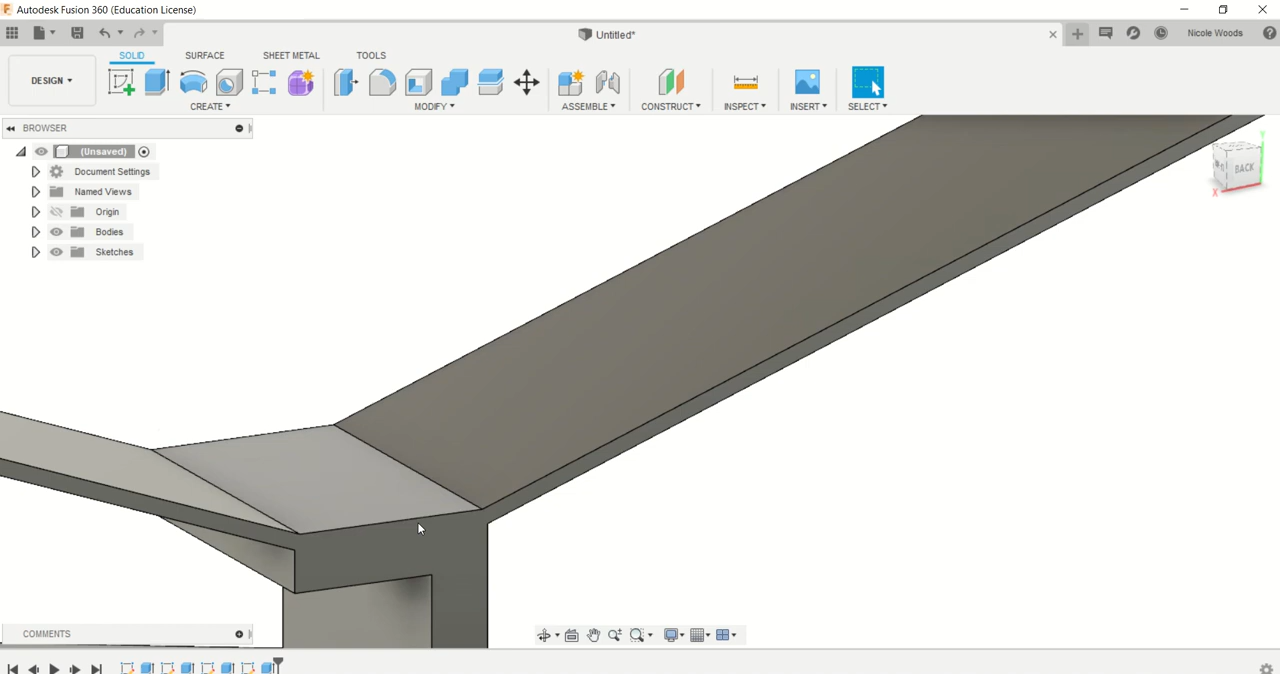 Autodesk Fusion 360 (Education License)
Untitled*
Nicole Woods
SOLID SURFACE SHEET METAL TOOLS
DESIGN ▾
CREATE ▾ MODIFY ▾ ASSEMBLE ▾ CONSTRUCT ▾ INSPECT ▾ INSERT ▾ SELECT ▾
BROWSER
(Unsaved)
Document Settings
Named Views
Origin
Bodies
Sketches
BACK
Y
X
COMMENTS